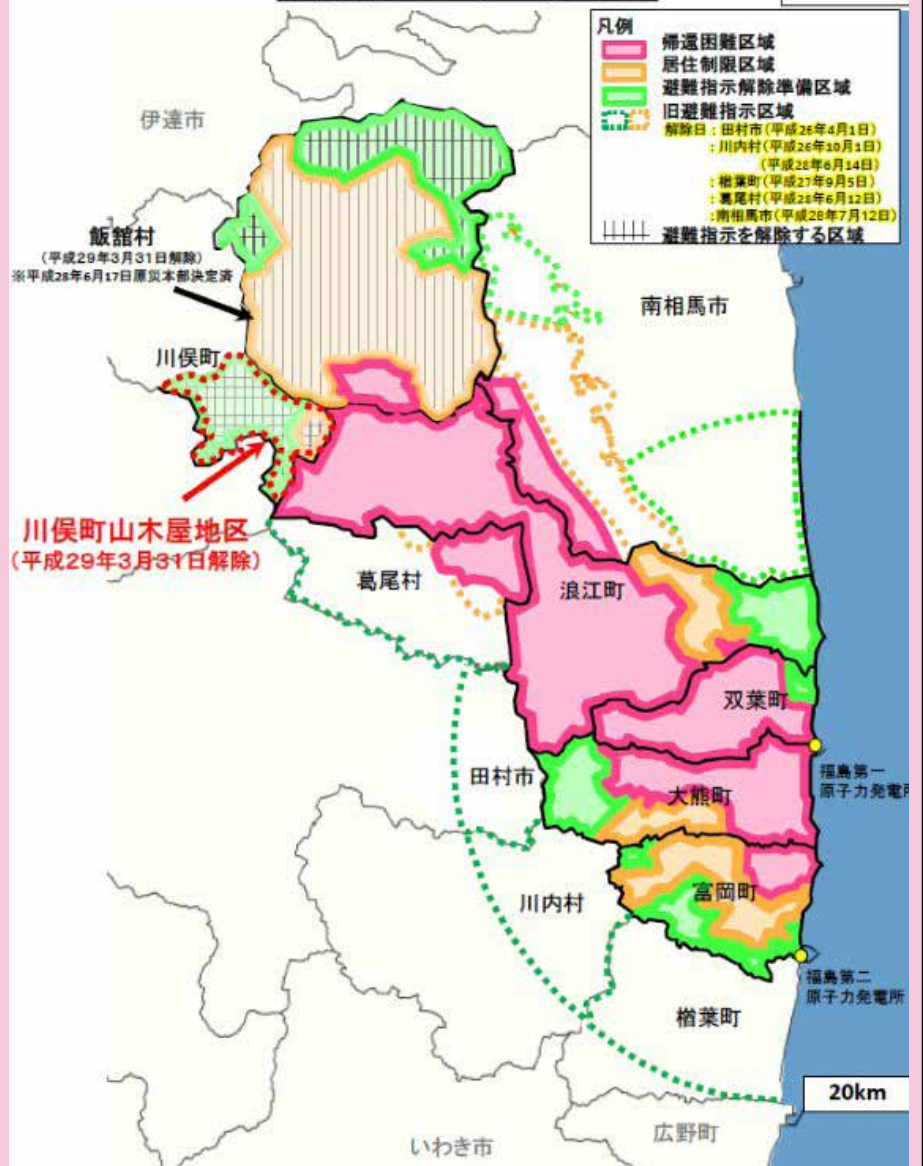 凡例
帰還困難区域
居住制限区域
避難指示解除準備区域
旧避難指示区域
解除日：田村市（平成26年4月1日）
：川内村（平成26年10月1日）
（平成28年6月14日）
：楢葉町（平成27年9月5日）
：葛尾村（平成28年6月12日）
：南相馬市（平成28年7月12日）
避難指示を解除する区域
伊達市
飯舘村
（平成29年3月31日解除）
※平成28年6月17日原災本部決定済
南相馬市
川俣町
川俣町山木屋地区
（平成29年3月31日解除）
葛尾村
浪江町
双葉町
田村市
大熊町
福島第一
原子力発電所
川内村
富岡町
福島第二
原子力発電所
楢葉町
20km
広野町
いわき市